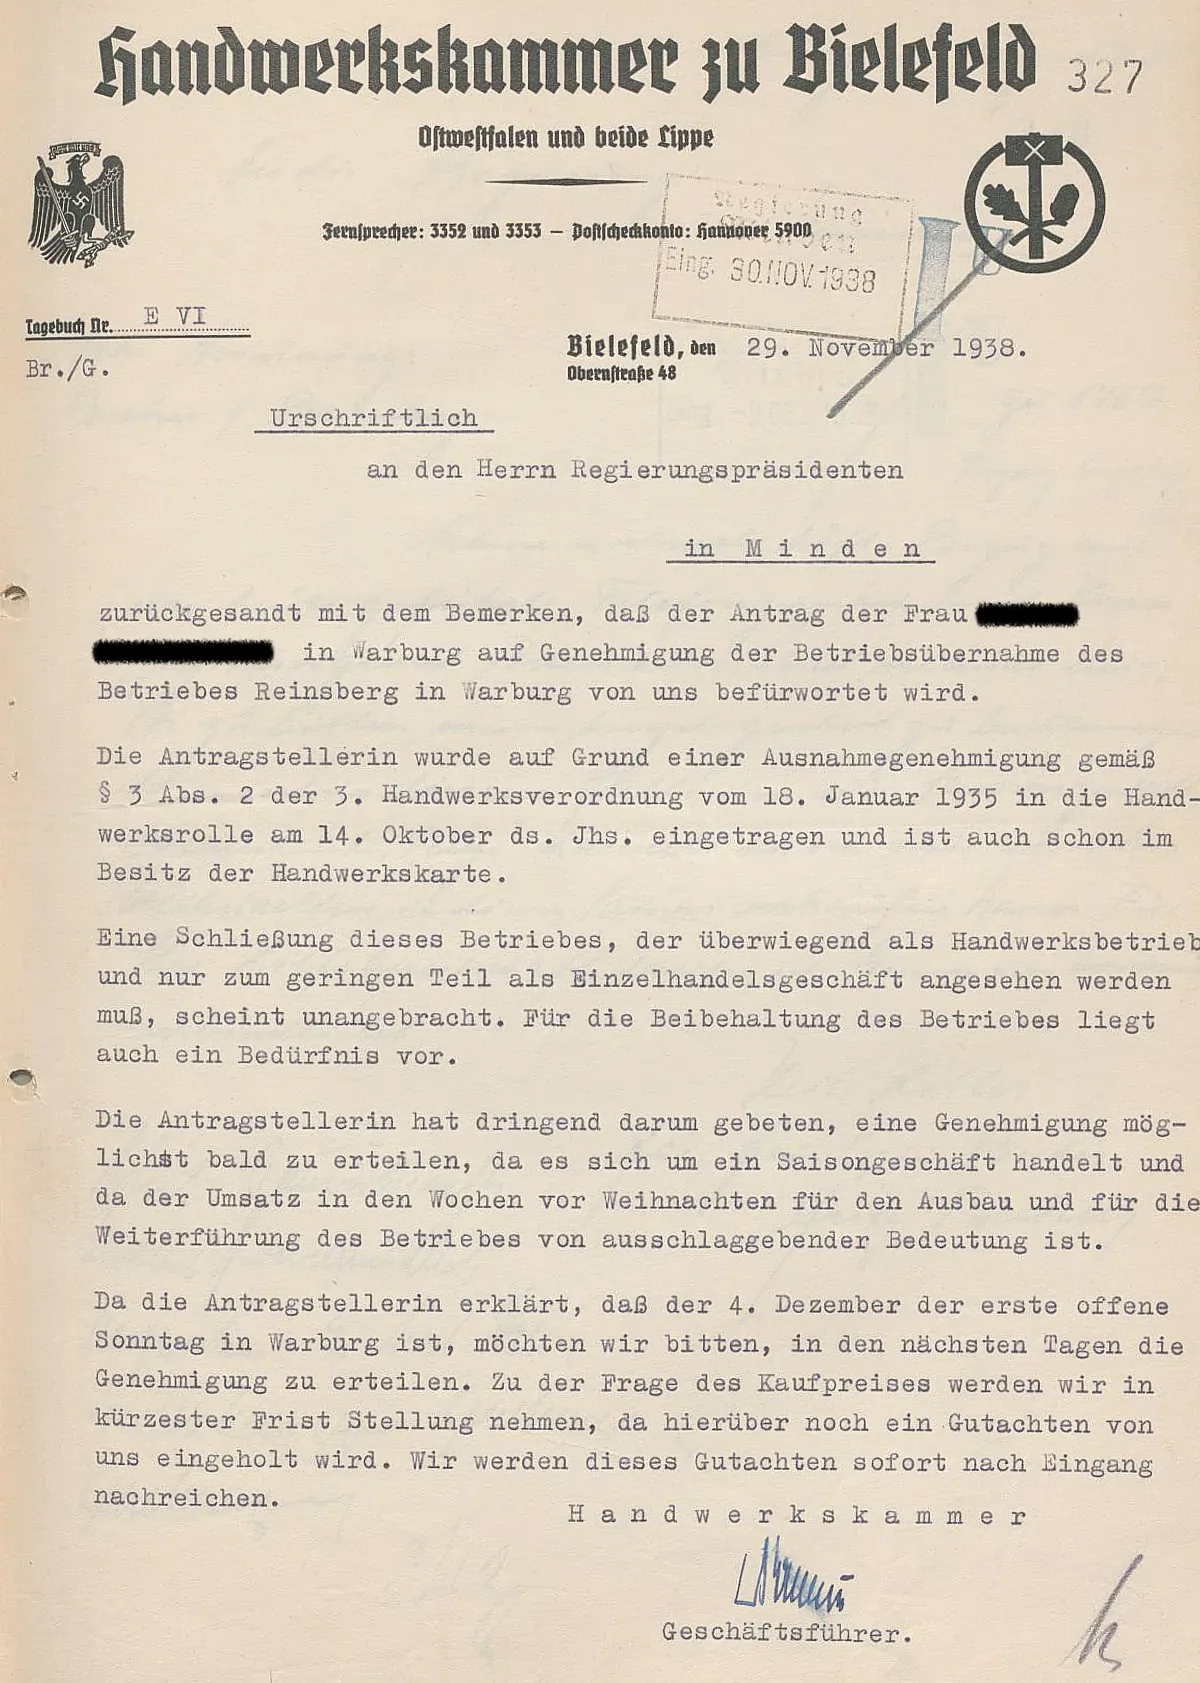 Handwerkskammer zu Bielefeld 327
Ostwestfalen und beide Lippe
Fernsprecher: 3352 und 3353 — Postscheckkonto: Hannover 5900
Regierung
Minden
Eing. 30.NOV.1938
Tagebuch Nr. E VI
Br./G.
Bielefeld, den 29. November 1938.
Obernstraße 48
Urschriftlich
an den Herrn Regierungspräsidenten
in Minden
zurückgesandt mit dem Bemerken, daß der Antrag der Frau
in Warburg auf Genehmigung der Betriebsübernahme des
Betriebes Reinsberg in Warburg von uns befürwortet wird.
Die Antragstellerin wurde auf Grund einer Ausnahmegenehmigung gemäß
§ 3 Abs. 2 der 3. Handwerksverordnung vom 18. Januar 1935 in die Hand-
werksrolle am 14. Oktober ds. Jhs. eingetragen und ist auch schon im
Besitz der Handwerkskarte.
Eine Schließung dieses Betriebes, der überwiegend als Handwerksbetrieb
und nur zum geringen Teil als Einzelhandelsgeschäft angesehen werden
muß, scheint unangebracht. Für die Beibehaltung des Betriebes liegt
auch ein Bedürfnis vor.
Die Antragstellerin hat dringend darum gebeten, eine Genehmigung mög-
lichst bald zu erteilen, da es sich um ein Saisongeschäft handelt und
da der Umsatz in den Wochen vor Weihnachten für den Ausbau und für die
Weiterführung des Betriebes von ausschlaggebender Bedeutung ist.
Da die Antragstellerin erklärt, daß der 4. Dezember der erste offene
Sonntag in Warburg ist, möchten wir bitten, in den nächsten Tagen die
Genehmigung zu erteilen. Zu der Frage des Kaufpreises werden wir in
kürzester Frist Stellung nehmen, da hierüber noch ein Gutachten von
uns eingeholt wird. Wir werden dieses Gutachten sofort nach Eingang
nachreichen.
Handwerkskammer
Geschäftsführer.